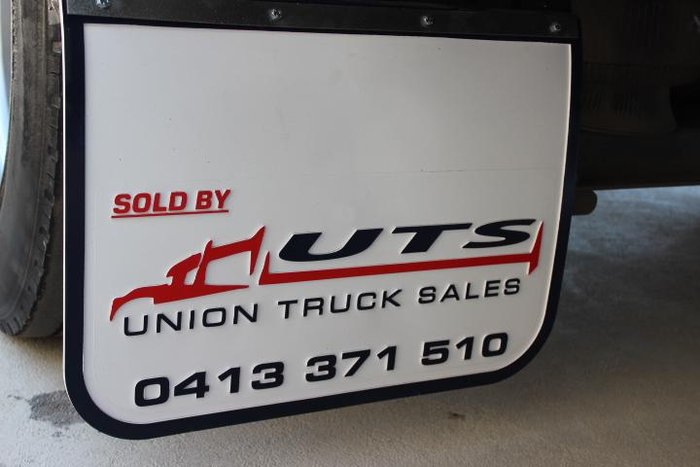 SOLD BY
UTS
UNION TRUCK SALES
0413 371 510